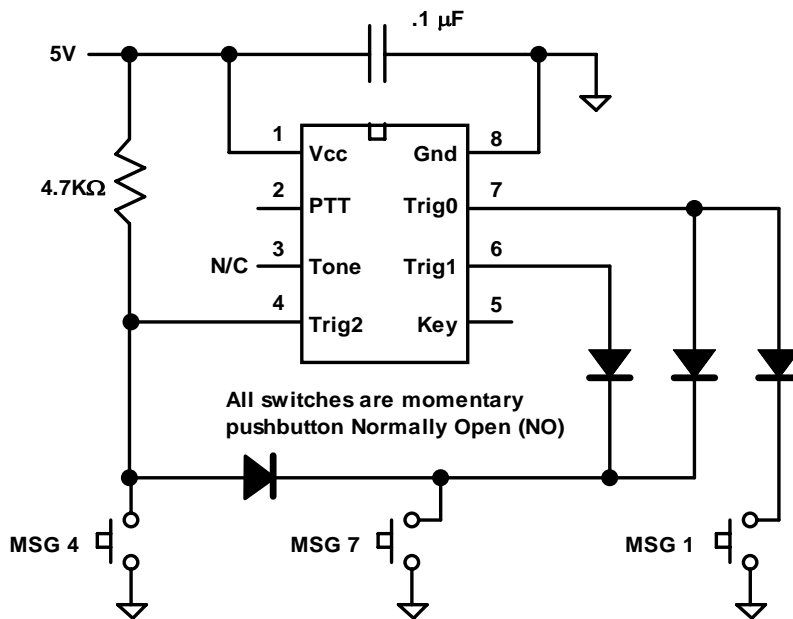 .1 µF
5V
1
Vcc
Gnd
8
4.7KΩ
2
PTT
Trig0
7
N/C
3
Tone
Trig1
6
4
Trig2
Key
5
All switches are momentary
pushbutton Normally Open (NO)
MSG 4
MSG 7
MSG 1